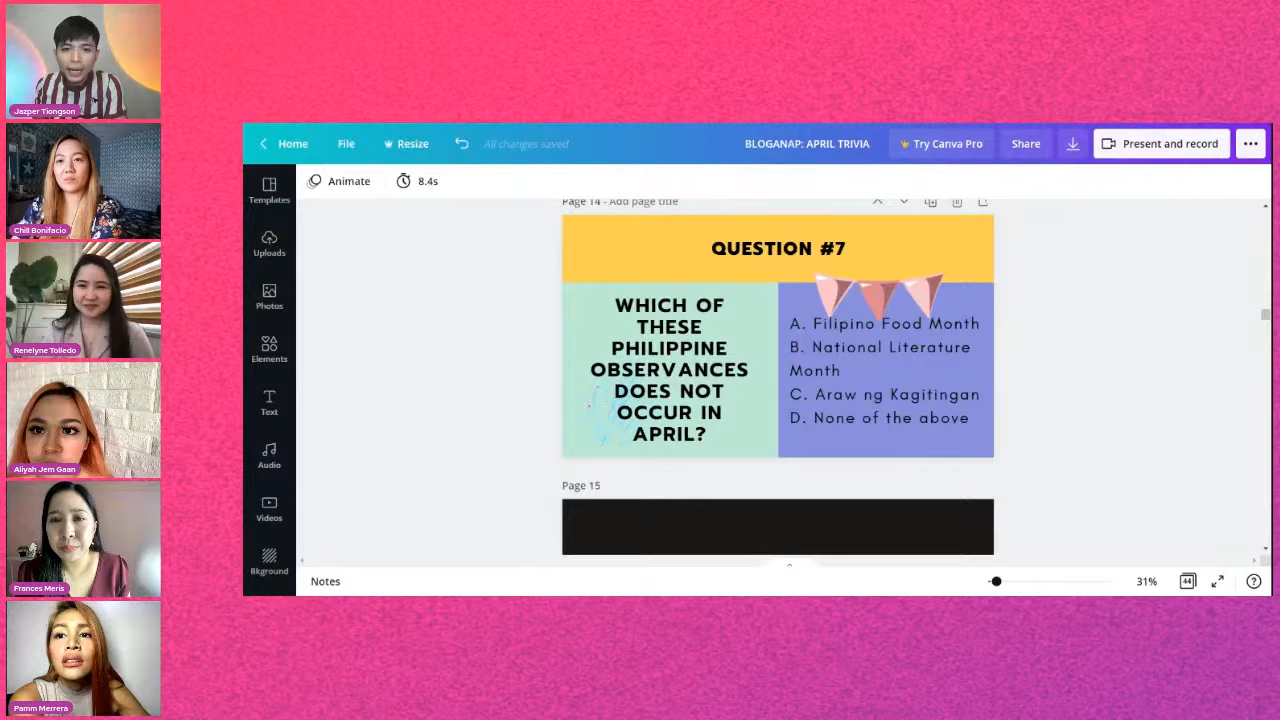 Jazper Tiongson
Chill Bonifacio
Renelyne Tolledo
Aliyah Jem Gaan
Frances Meris
Pamm Merrera
Home File Resize All changes saved BLOGANAP: APRIL TRIVIA Try Canva Pro Share Present and record
Animate 8.4s
Templates
Uploads
Photos
Elements
Text
Audio
Videos
Bkground
Page 14 - Add page title
QUESTION #7
WHICH OF
THESE
PHILIPPINE
OBSERVANCES
DOES NOT
OCCUR IN
APRIL?
A. Filipino Food Month
B. National Literature
Month
C. Araw ng Kagitingan
D. None of the above
Page 15
Notes 31% 44